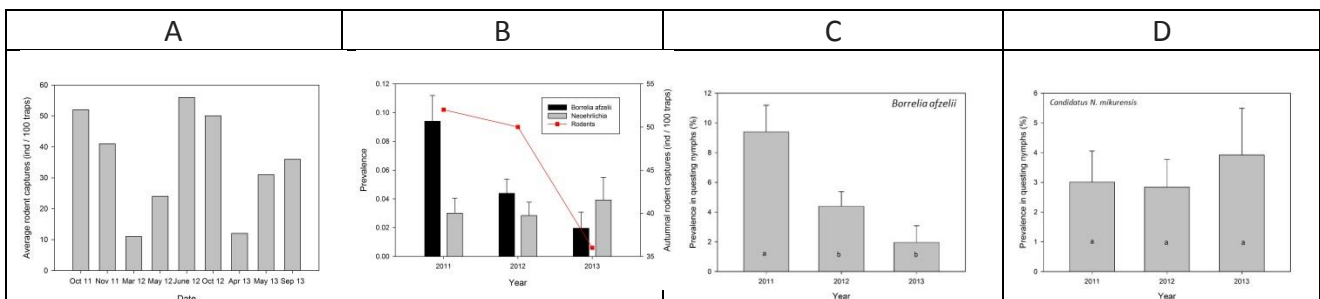 A
B
C
D
Average rodent captures (ind / 100 traps)
60
50
40
30
20
10
0
Oct 11 Nov 11 Mar 12 May 12 June 12 Oct 12 Apr 13 May 13 Sep 13
Date
Prevalence
0.12
0.10
0.08
0.06
0.04
0.02
0.00
Borrelia afzelii
Neoehrlichia
Rodents
55
50
45
40
35
Autumnal rodent captures (ind / 100 traps)
2011 2012 2013
Year
Prevalence in questing nymphs (%)
12
10
8
6
4
2
0
Borrelia afzelii
a b b
2011 2012 2013
Year
Prevalence in questing nymphs (%)
6
5
4
3
2
1
0
Candidatus N. mikurensis
a a a
2011 2012 2013
Year